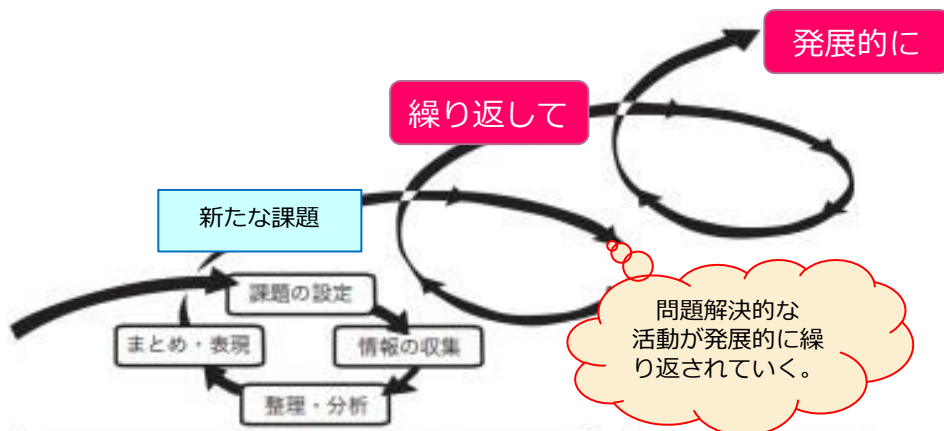 発展的に
繰り返して
新たな課題
課題の設定
情報の収集
整理・分析
まとめ・表現
問題解決的な
活動が発展的に繰
り返されていく。